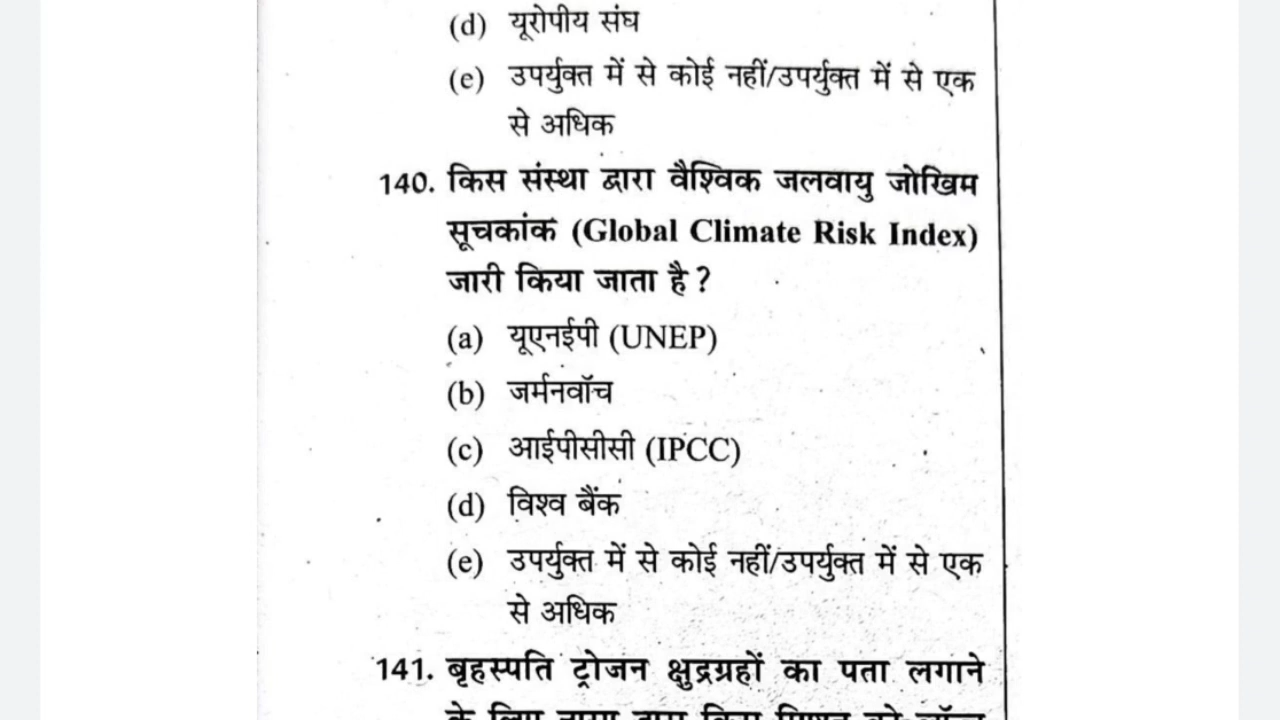 (d) यूरोपीय संघ
(e) उपर्युक्त में से कोई नहीं/उपर्युक्त में से एक
से अधिक
140. किस संस्था द्वारा वैश्विक जलवायु जोखिम
सूचकांक (Global Climate Risk Index)
जारी किया जाता है ?
(a) यूएनईपी (UNEP)
(b) जर्मनवॉच
(c) आईपीसीसी (IPCC)
(d) विश्व बैंक
(e) उपर्युक्त में से कोई नहीं/उपर्युक्त में से एक
से अधिक
141. बृहस्पति ट्रोजन क्षुद्रग्रहों का पता लगाने
के लिए